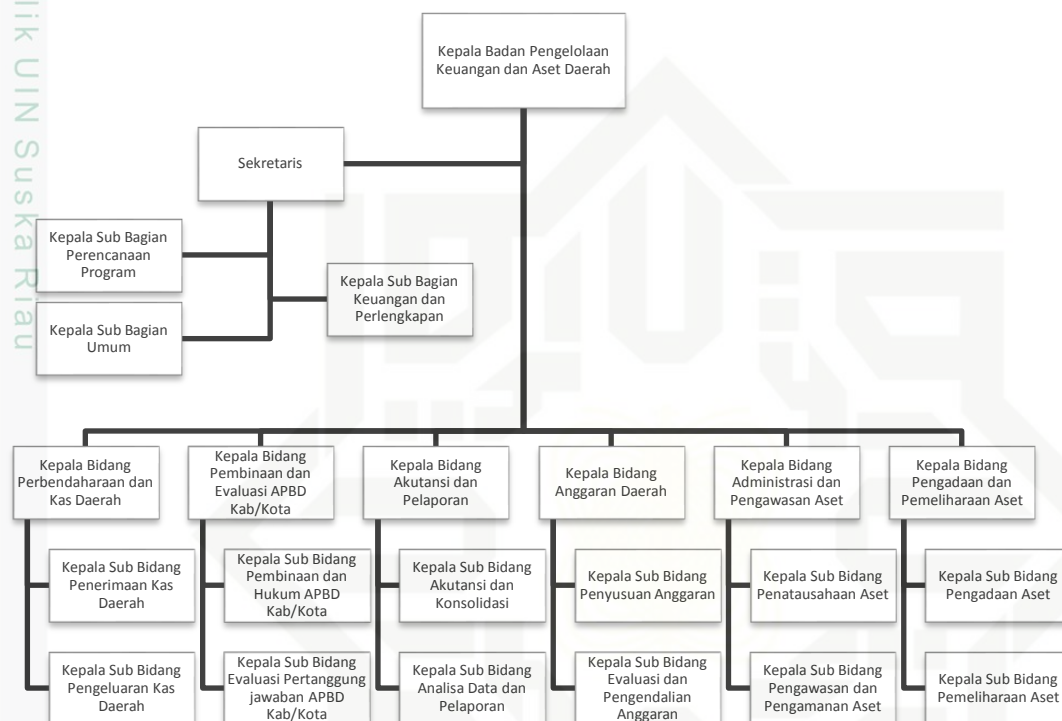 lik UIN Suska Riau
Kepala Badan Pengelolaan
Keuangan dan Aset Daerah
Sekretaris
Kepala Sub Bagian
Perencanaan
Program
Kepala Sub Bagian
Keuangan dan
Perlengkapan
Kepala Sub Bagian
Umum
Kepala Bidang
Perbendaharaan dan
Kas Daerah
Kepala Bidang
Pembinaan dan
Evaluasi APBD
Kab/Kota
Kepala Bidang
Akutansi dan
Pelaporan
Kepala Bidang
Anggaran Daerah
Kepala Bidang
Administrasi dan
Pengawasan Aset
Kepala Bidang
Pengadaan dan
Pemeliharaan Aset
Kepala Sub Bidang
Penerimaan Kas
Daerah
Kepala Sub Bidang
Pembinaan dan
Hukum APBD
Kab/Kota
Kepala Sub Bidang
Akutansi dan
Konsolidasi
Kepala Sub Bidang
Penyusuan Anggaran
Kepala Sub Bidang
Penatausahaan Aset
Kepala Sub Bidang
Pengadaan Aset
Kepala Sub Bidang
Pengeluaran Kas
Daerah
Kepala Sub Bidang
Evaluasi Pertanggung
jawaban APBD
Kab/Kota
Kepala Sub Bidang
Analisa Data dan
Pelaporan
Kepala Sub Bidang
Evaluasi dan
Pengendalian
Anggaran
Kepala Sub Bidang
Pengawasan dan
Pengamanan Aset
Kepala Sub Bidang
Pemeliharaan Aset